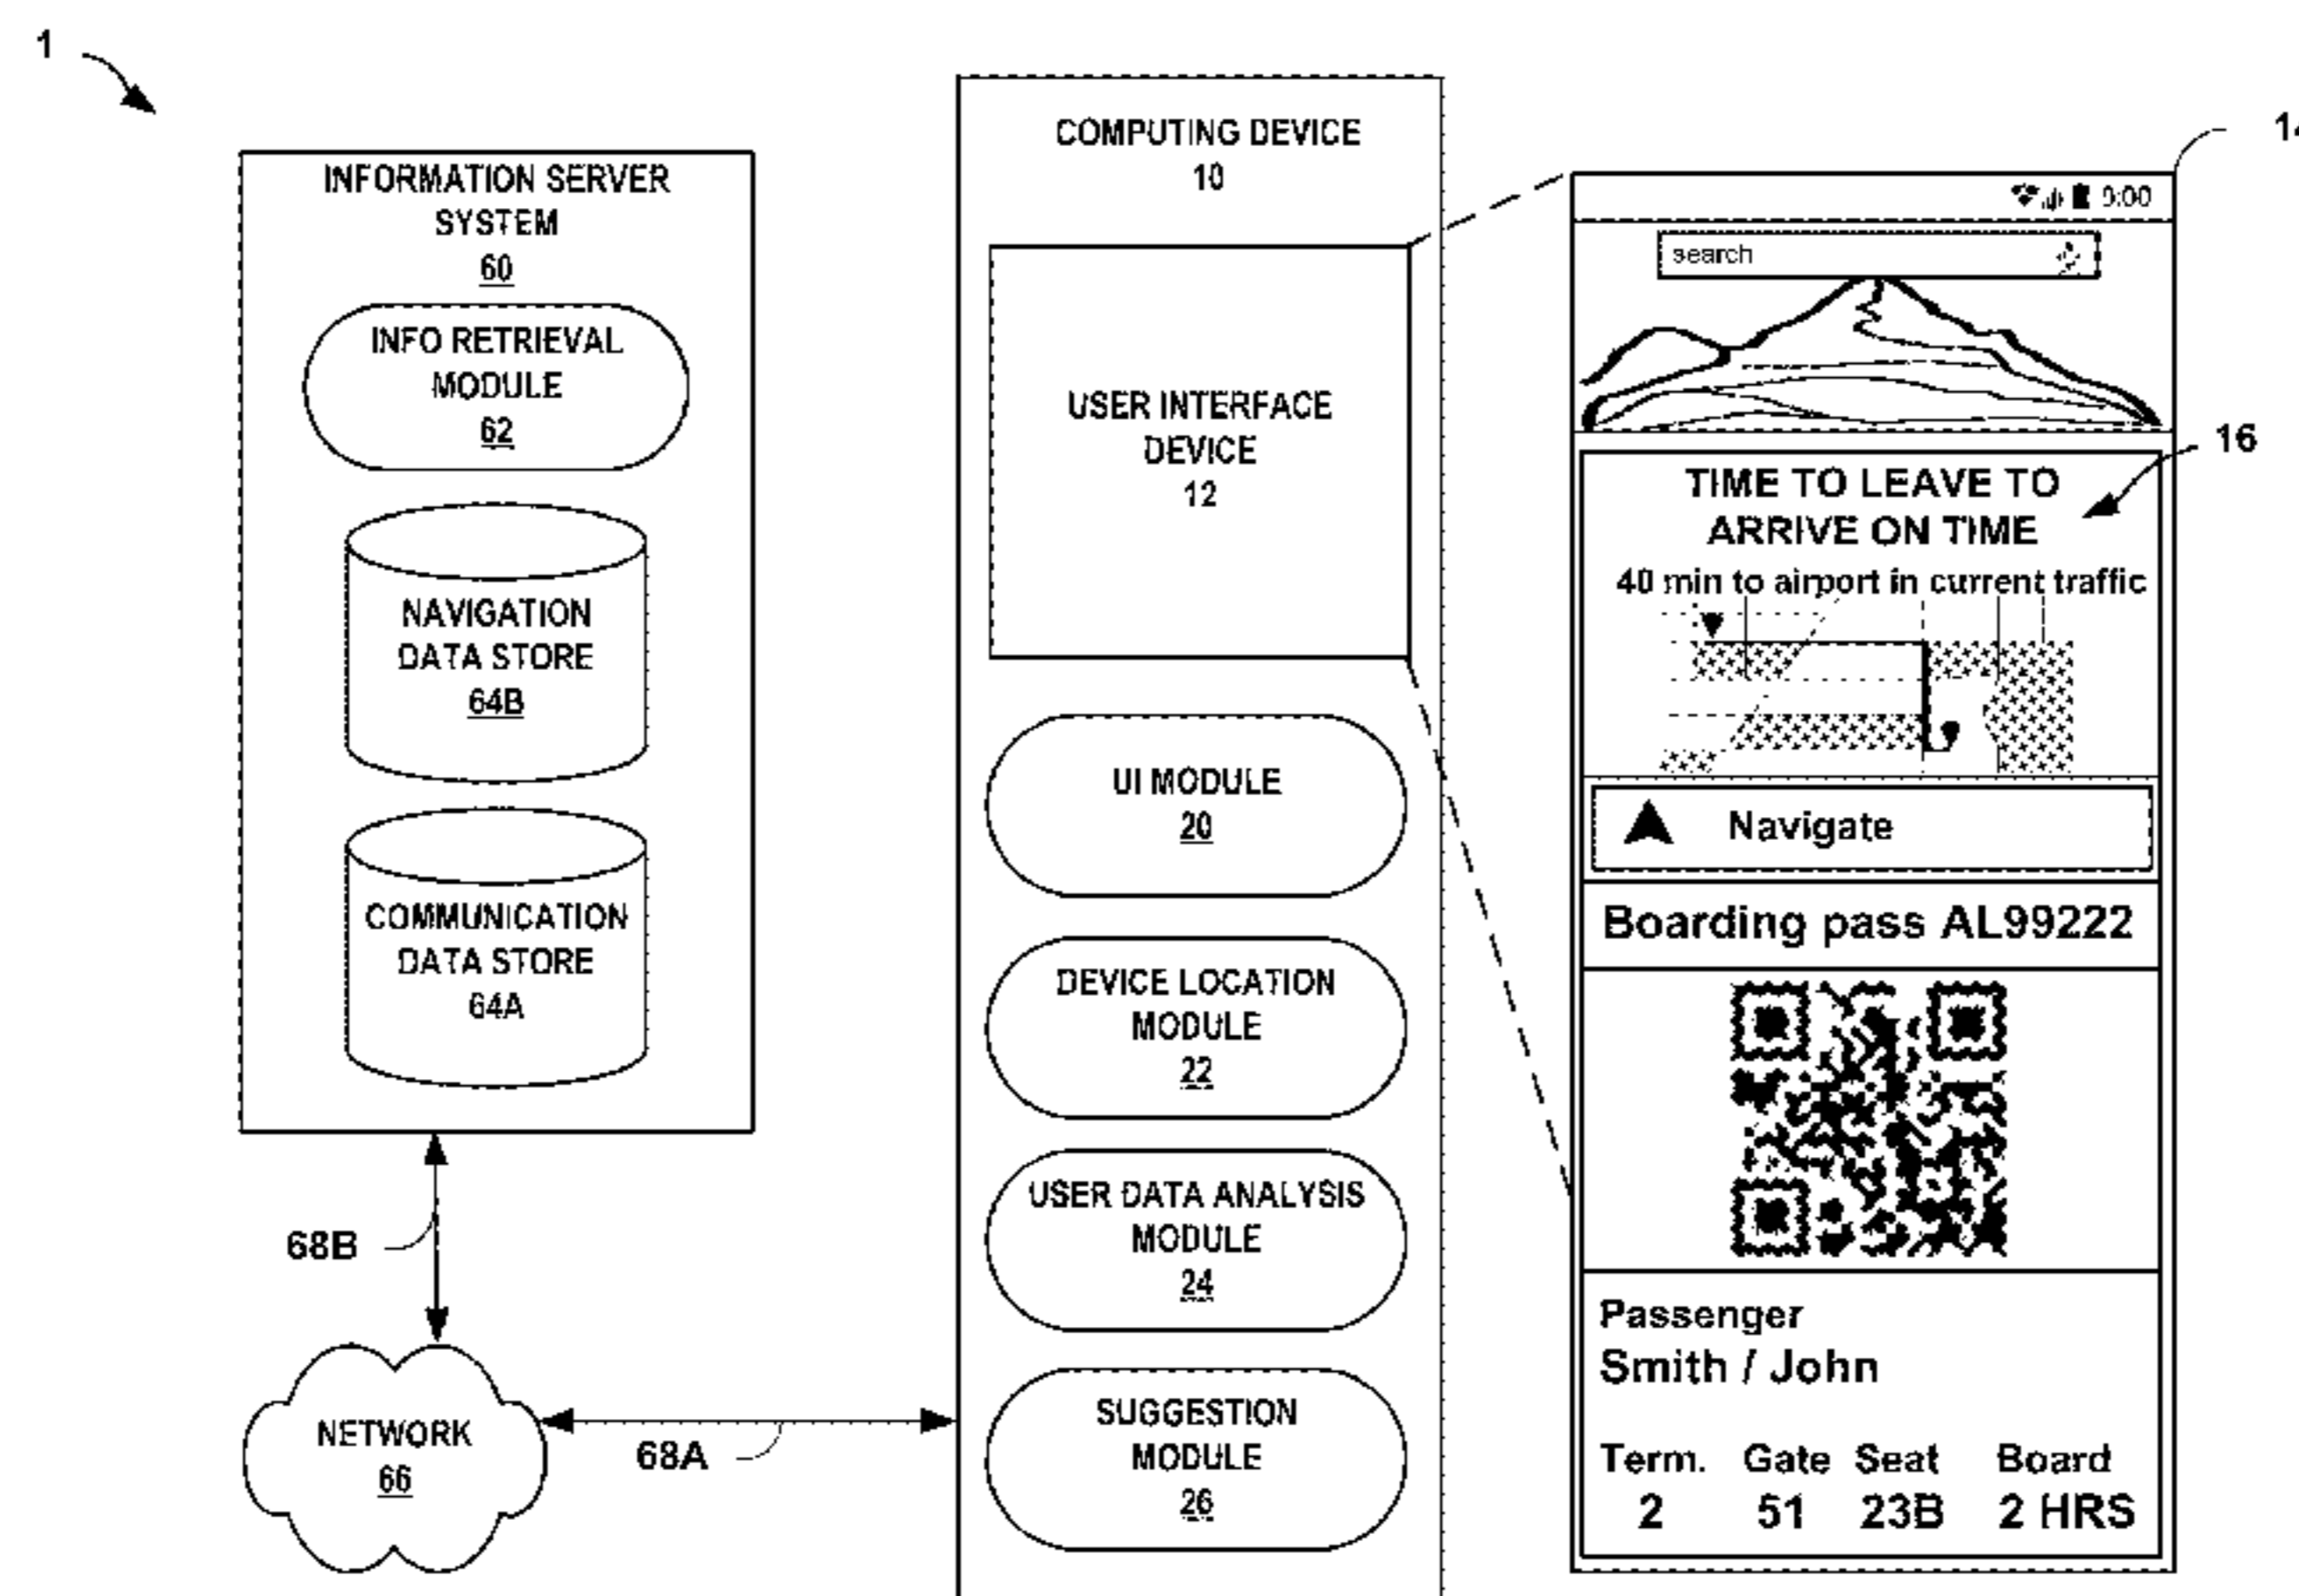 1
INFORMATION SERVER
SYSTEM
60
INFO RETRIEVAL
MODULE
62
NAVIGATION
DATA STORE
64B
COMMUNICATION
DATA STORE
64A
68B
NETWORK
66
68A
COMPUTING DEVICE
10
USER INTERFACE
DEVICE
12
UI MODULE
20
DEVICE LOCATION
MODULE
22
USER DATA ANALYSIS
MODULE
24
SUGGESTION
MODULE
26
14
9:00
search
16
TIME TO LEAVE TO
ARRIVE ON TIME
40 min to airport in current traffic
Navigate
Boarding pass AL99222
Passenger
Smith / John
Term. Gate Seat Board
2 51 23B 2 HRS